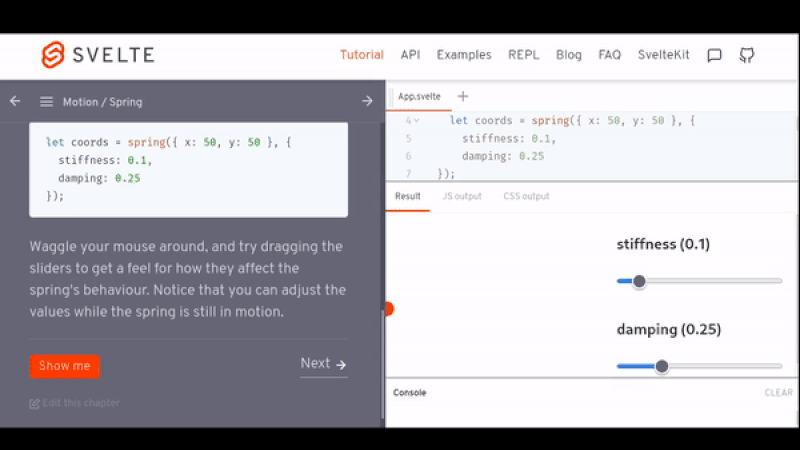 SVELTE
Tutorial API Examples REPL Blog FAQ SvelteKit
Motion / Spring
let coords = spring({ x: 50, y: 50 }, {
stiffness: 0.1,
damping: 0.25
});
Waggle your mouse around, and try dragging the
sliders to get a feel for how they affect the
spring's behaviour. Notice that you can adjust the
values while the spring is still in motion.
Show me
Next
Edit this chapter
App.svelte
4 let coords = spring({ x: 50, y: 50 }, {
5 stiffness: 0.1,
6 damping: 0.25
7 });
Result JS output CSS output
stiffness (0.1)
damping (0.25)
Console
CLEAR